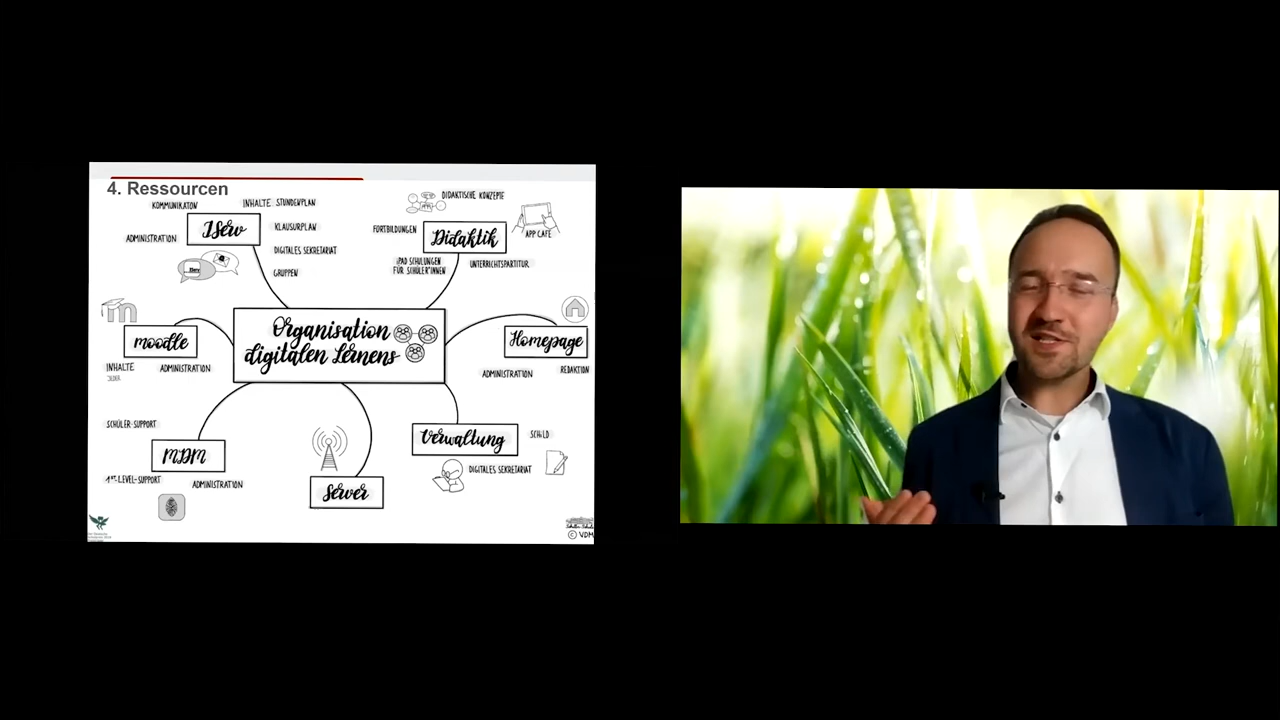 4. Ressourcen
KOMMUNIKATON
INHALTE STUNDENPLAN
IServ
KLAUSURPLAN
ADMINISTRATION
DIGITALES SEKRETARIAT
GRUPPEN
DIDAKTISCHE KONZEPTE
FORTBILDUNGEN
Didaktik
APP CAFE
IPAD SCHULUNGEN
FÜR SCHÜLER*INNEN
UNTERRICHTSPARTITUR
moodle
INHALTE
ADMINISTRATION
Organisation
digitalen Lernens
Homepage
ADMINISTRATION
REDAKTION
SCHÜLER-SUPPORT
MDM
1ST-LEVEL-SUPPORT
ADMINISTRATION
Server
Verwaltung
SCHILD
DIGITALES SEKRETARIAT
© VDM